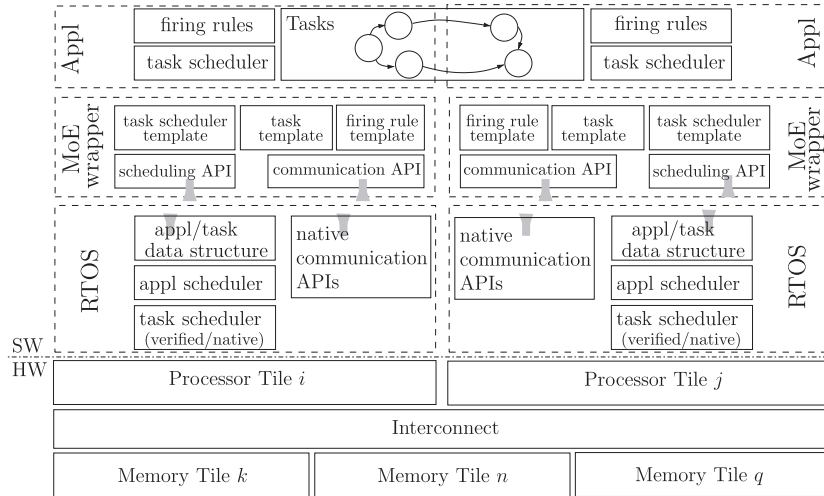 Appl
firing rules
task scheduler
Tasks
firing rules
task scheduler
Appl
MoE
wrapper
task scheduler
template
task
template
firing rule
template
scheduling API
communication API
firing rule
template
task
template
task scheduler
template
communication API
scheduling API
MoE
wrapper
RTOS
appl/task
data structure
appl scheduler
task scheduler
(verified/native)
native
communication
APIs
native
communication
APIs
appl/task
data structure
appl scheduler
task scheduler
(verified/native)
RTOS
SW
HW
Processor Tile i
Processor Tile j
Interconnect
Memory Tile k
Memory Tile n
Memory Tile q